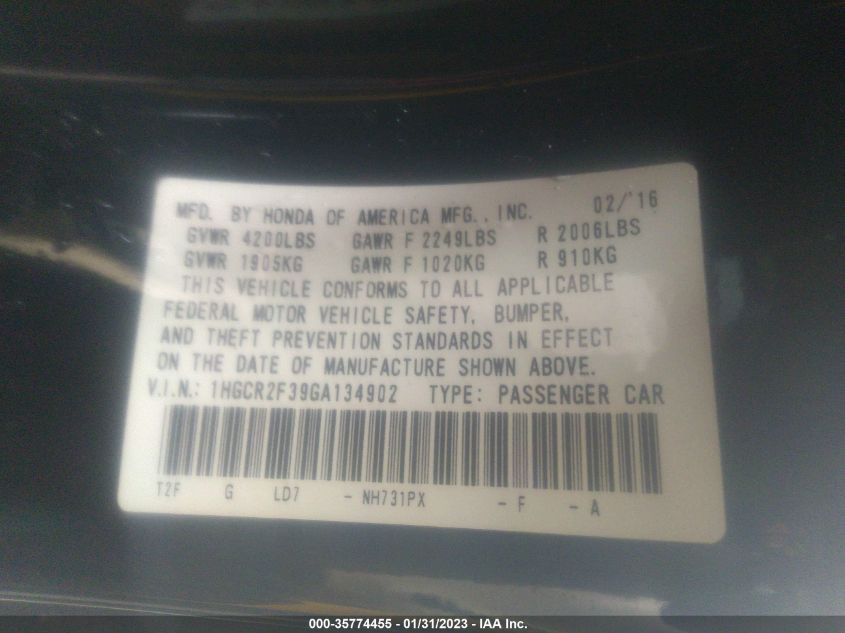 MFD. BY HONDA OF AMERICA MFG., INC. 02/'16
GVWR 4200LBS GAWR F 2249LBS R 2006LBS
GVWR 1905KG GAWR F 1020KG R 910KG
THIS VEHICLE CONFORMS TO ALL APPLICABLE
FEDERAL MOTOR VEHICLE SAFETY, BUMPER,
AND THEFT PREVENTION STANDARDS IN EFFECT
ON THE DATE OF MANUFACTURE SHOWN ABOVE.
V.I.N.: 1HGCR2F39GA134902 TYPE: PASSENGER CAR
T2F G LD7 - NH731PX - F - A
000-35774455 - 01/31/2023 - IAA Inc.